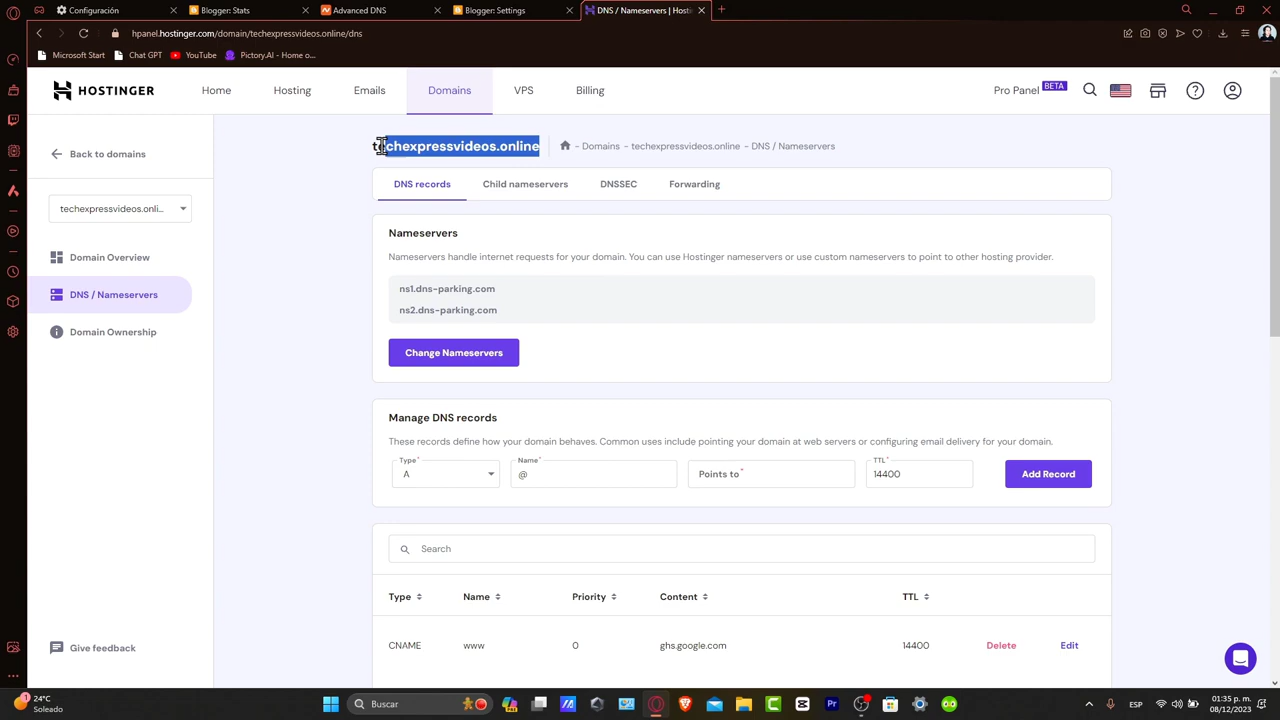 Configuración
Blogger: Stats
Advanced DNS
Blogger: Settings
DNS / Nameservers | Hosti
hpanel.hostinger.com/domain/techexpressvideos.online/dns
Microsoft Start
Chat GPT
YouTube
Pictory.AI - Home o...
HOSTINGER
Home
Hosting
Emails
Domains
VPS
Billing
Pro Panel BETA
Back to domains
techexpressvideos.onli...
Domain Overview
DNS / Nameservers
Domain Ownership
Give feedback
techexpressvideos.online
- Domains - techexpressvideos.online - DNS / Nameservers
DNS records
Child nameservers
DNSSEC
Forwarding
Nameservers
Nameservers handle internet requests for your domain. You can use Hostinger nameservers or use custom nameservers to point to other hosting provider.
ns1.dns-parking.com
ns2.dns-parking.com
Change Nameservers
Manage DNS records
These records define how your domain behaves. Common uses include pointing your domain at web servers or configuring email delivery for your domain.
Type*
A
Name*
@
Points to*
TTL*
14400
Add Record
Search
Type
Name
Priority
Content
TTL
CNAME
www
0
ghs.google.com
14400
Delete
Edit
24°C
Soleado
Buscar
ESP
01:35 p. m.
08/12/2023